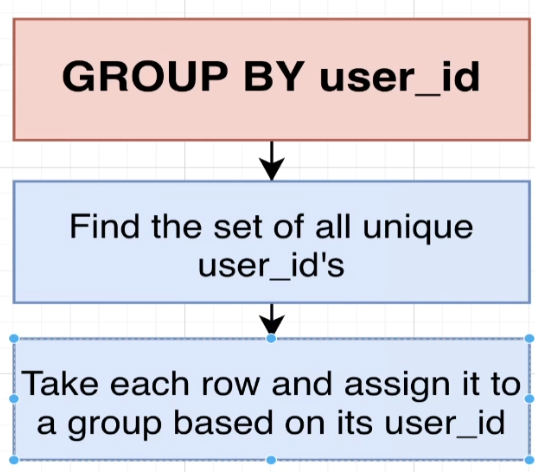 GROUP BY user_id
Find the set of all unique
user_id's
Take each row and assign it to
a group based on its user_id